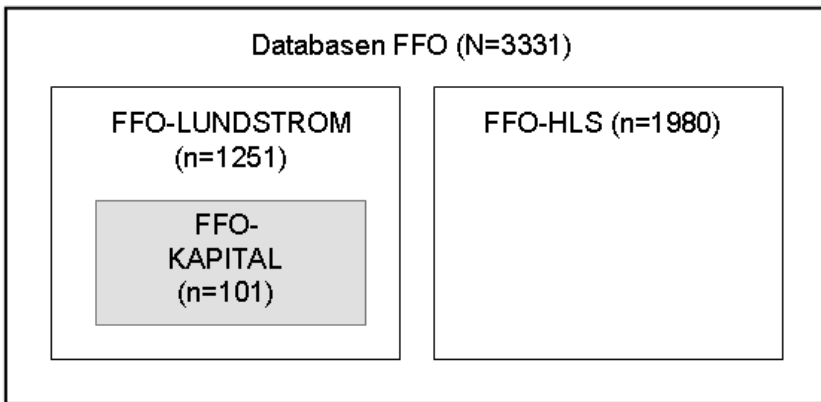 Databasen FFO (N=3331)
FFO-LUNDSTROM
(n=1251)
FFO-
KAPITAL
(n=101)
FFO-HLS (n=1980)